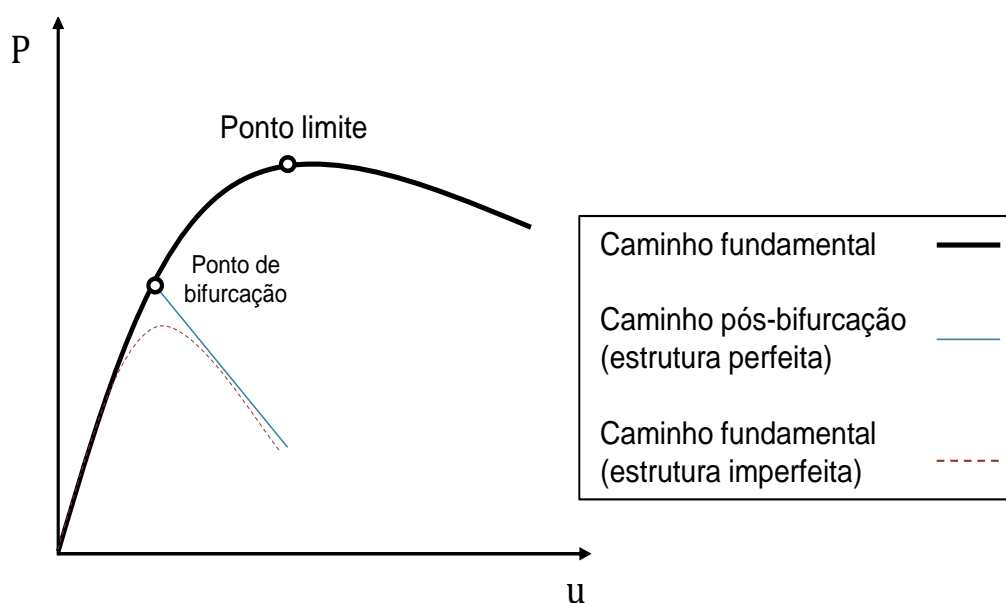 P
Ponto limite
Ponto de
bifurcação
u
Caminho fundamental
Caminho pós-bifurcação
(estrutura perfeita)
Caminho fundamental
(estrutura imperfeita)